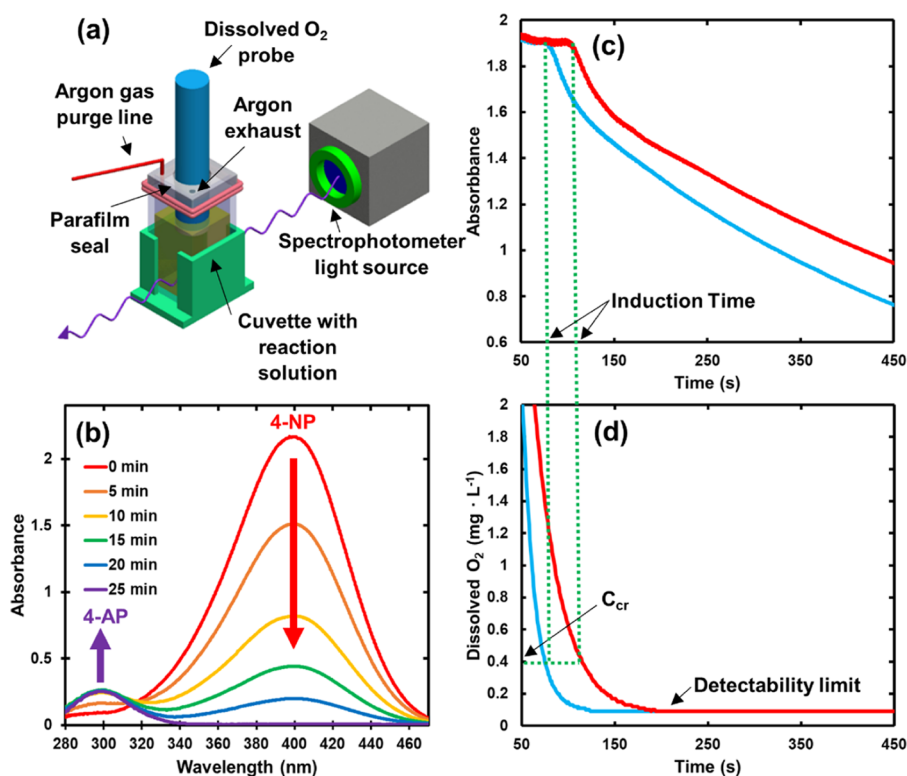 (a)
Dissolved O2
probe
Argon gas
purge line
Argon
exhaust
Parafilm
seal
Spectrophotometer
light source
Cuvette with
reaction
solution
(b)
4-NP
0 min
5 min
10 min
15 min
20 min
25 min
4-AP
Absorbance
2
1.5
1
0.5
0
280 300 320 340 360 380 400 420 440 460
Wavelength (nm)
(c)
Absorbbance
2
1.8
1.6
1.4
1.2
1
0.8
0.6
Induction Time
50 150 250 350 450
Time (s)
(d)
Dissolved O2 (mg · L-1)
2
1.8
1.6
1.4
1.2
1
0.8
0.6
0.4
0.2
0
Ccr
Detectability limit
50 150 250 350 450
Time (s)